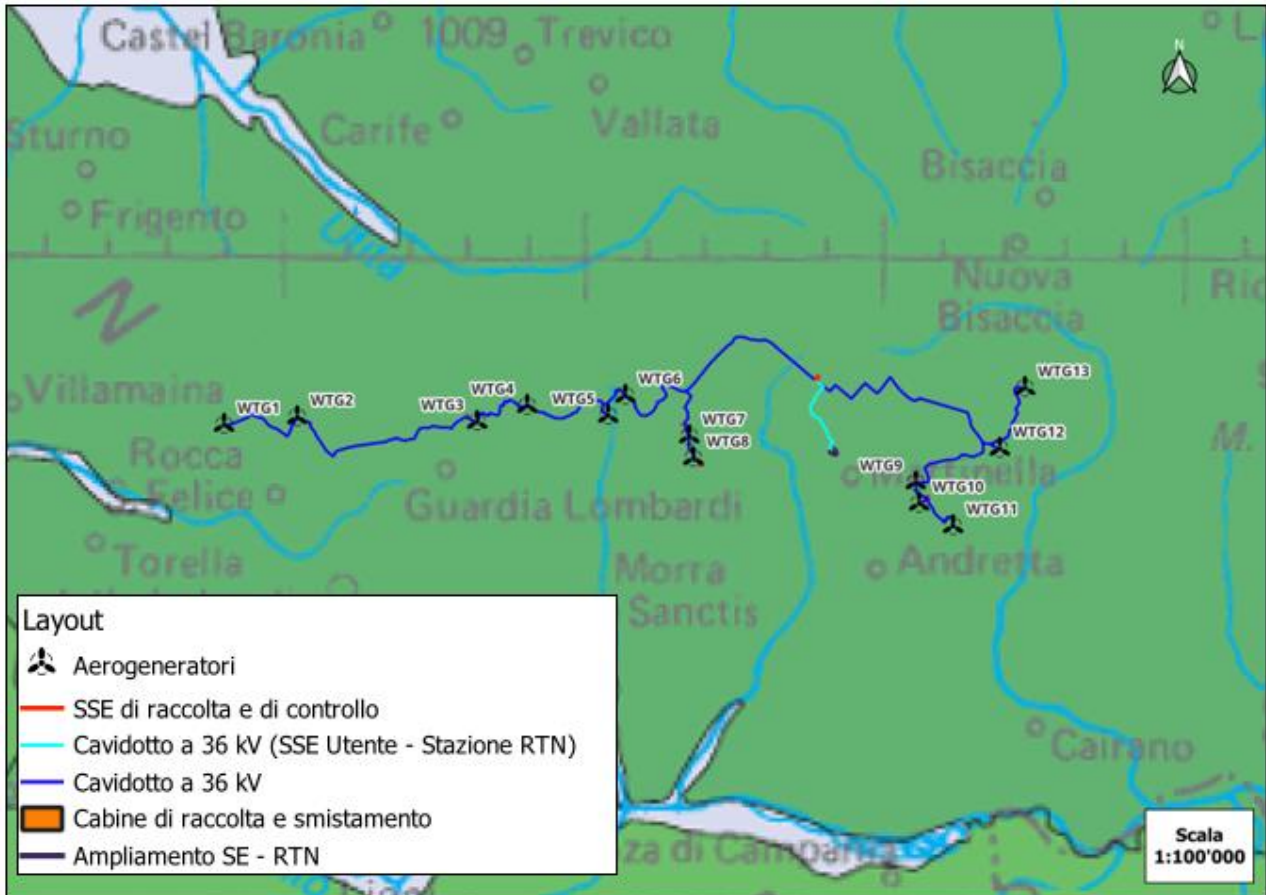 Castel Baronia
1009
Trevico
N
Carife
Vallata
Sturno
Bisaccia
Frigento
Ufita
Nuova
Bisaccia
N
Villamaina
WTG1
WTG2
WTG3
WTG4
WTG5
WTG6
WTG7
WTG8
WTG13
WTG12
WTG9
WTG10
WTG11
M.
Rocca
S. Felice
Guardia Lombardi
Torella
Morra
Sanctis
Andretta
Cairano
za di Campania
Layout
Aerogeneratori
SSE di raccolta e di controllo
Cavidotto a 36 kV (SSE Utente - Stazione RTN)
Cavidotto a 36 kV
Cabine di raccolta e smistamento
Ampliamento SE - RTN
Scala
1:100'000